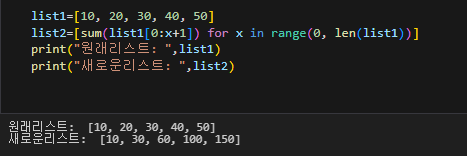 list1=[10, 20, 30, 40, 50]
list2=[sum(list1[0:x+1]) for x in range(0, len(list1))]
print("원래리스트: ",list1)
print("새로운리스트: ",list2)
원래리스트:  [10, 20, 30, 40, 50]
새로운리스트:  [10, 30, 60, 100, 150]